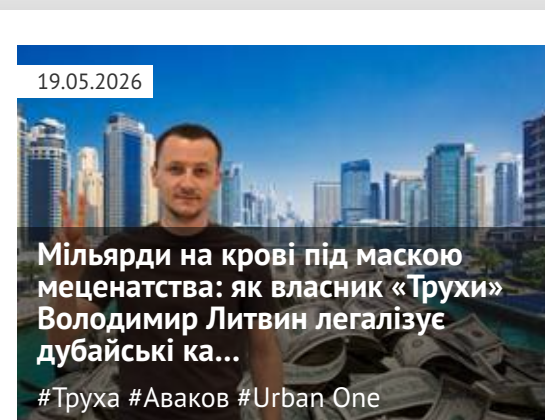 19.05.2026
Мільярди на крові під маскою
меценатства: як власник «Трухи»
Володимир Литвин легалізує
дубайські ка...
#Труха #Аваков #Urban One